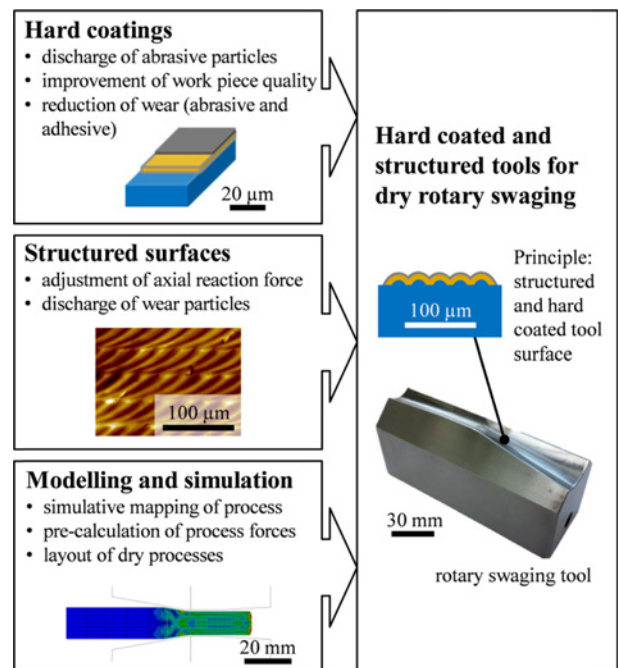 Hard coatings
• discharge of abrasive particles
• improvement of work piece quality
• reduction of wear (abrasive and
adhesive)
20 µm
Structured surfaces
• adjustment of axial reaction force
• discharge of wear particles
100 µm
Modelling and simulation
• simulative mapping of process
• pre-calculation of process forces
• layout of dry processes
20 mm
Hard coated and
structured tools for
dry rotary swaging
Principle:
structured
and hard
coated tool
surface
100 µm
30 mm
rotary swaging tool